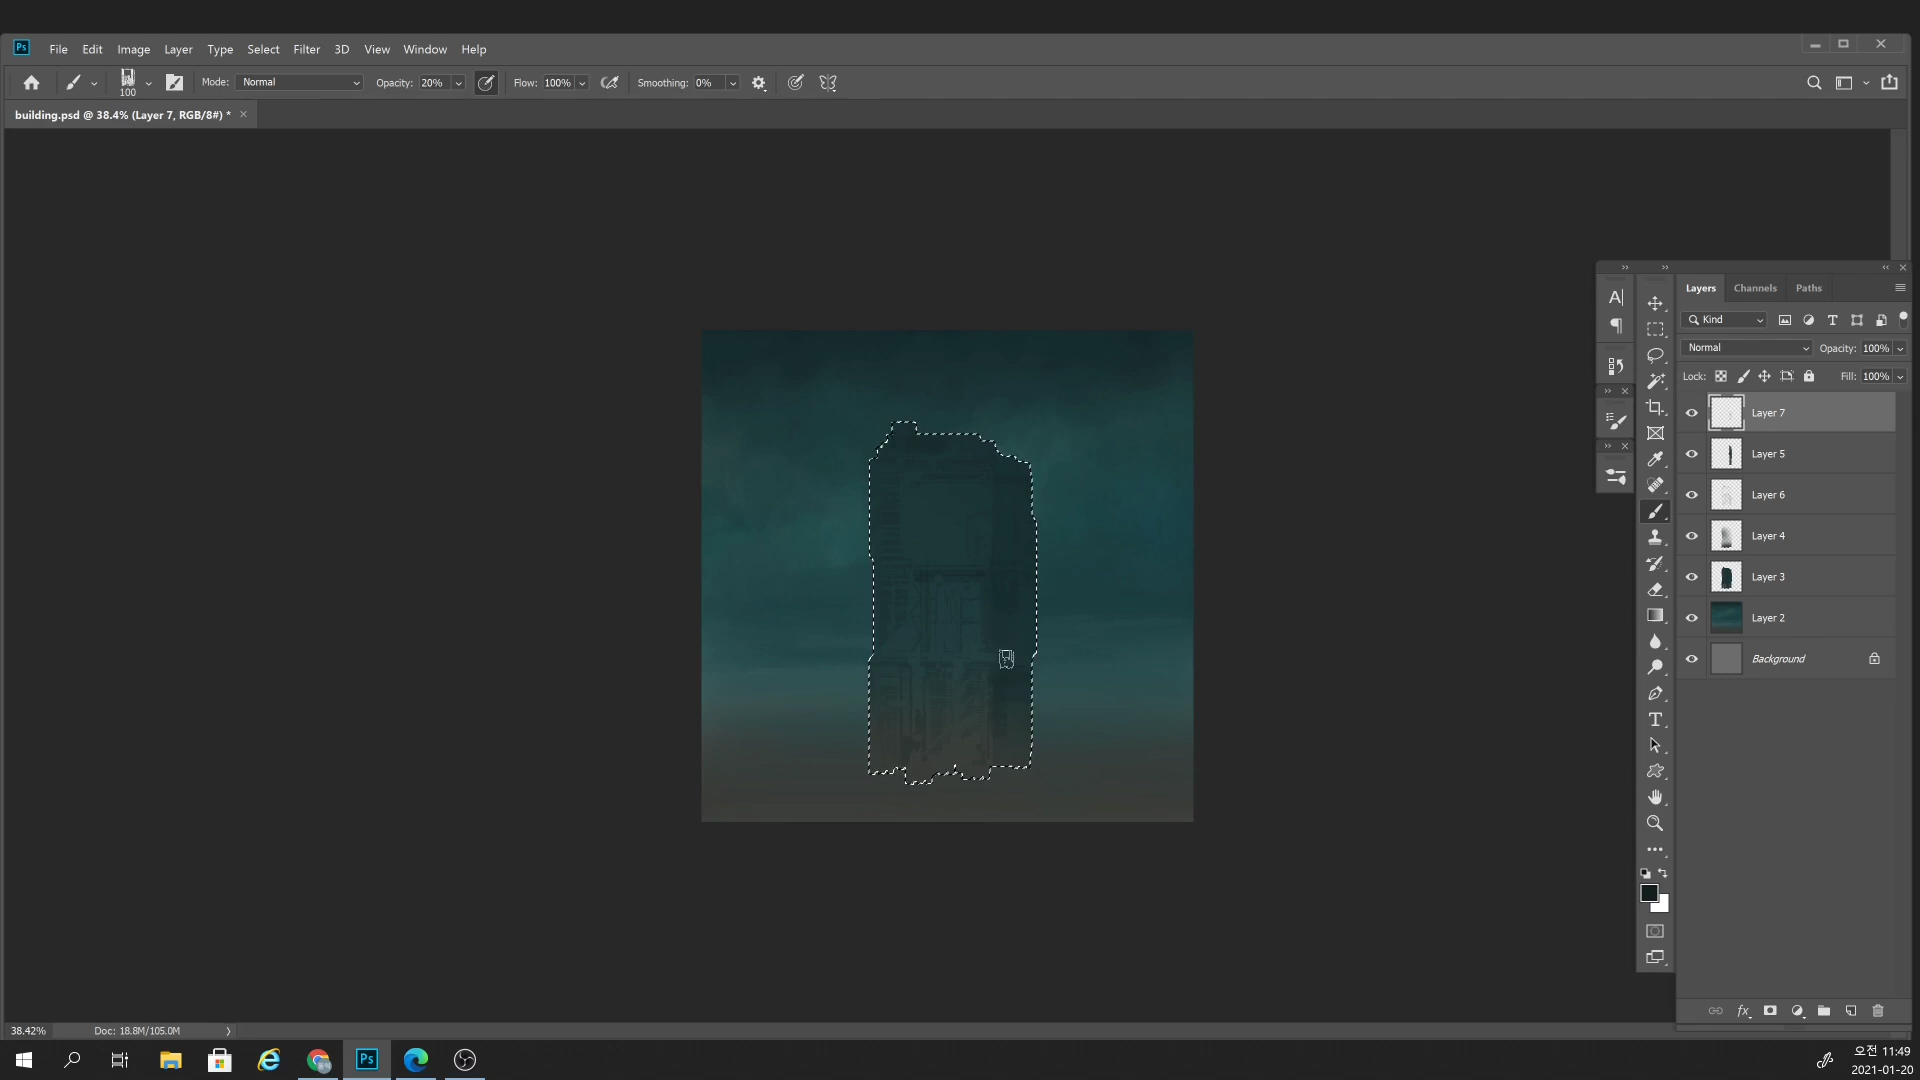 Ps File Edit Image Layer Type Select Filter 3D View Window Help
100 Mode: Normal Opacity: 20% Flow: 100% Smoothing: 0%
building.psd @ 38.4% (Layer 7, RGB/8#) *
Layers Channels Paths
Kind
Normal Opacity: 100%
Lock: Fill: 100%
Layer 7
Layer 5
Layer 6
Layer 4
Layer 3
Layer 2
Background
38.42% Doc: 18.8M/105.0M
Ps
오전 11:49
2021-01-20